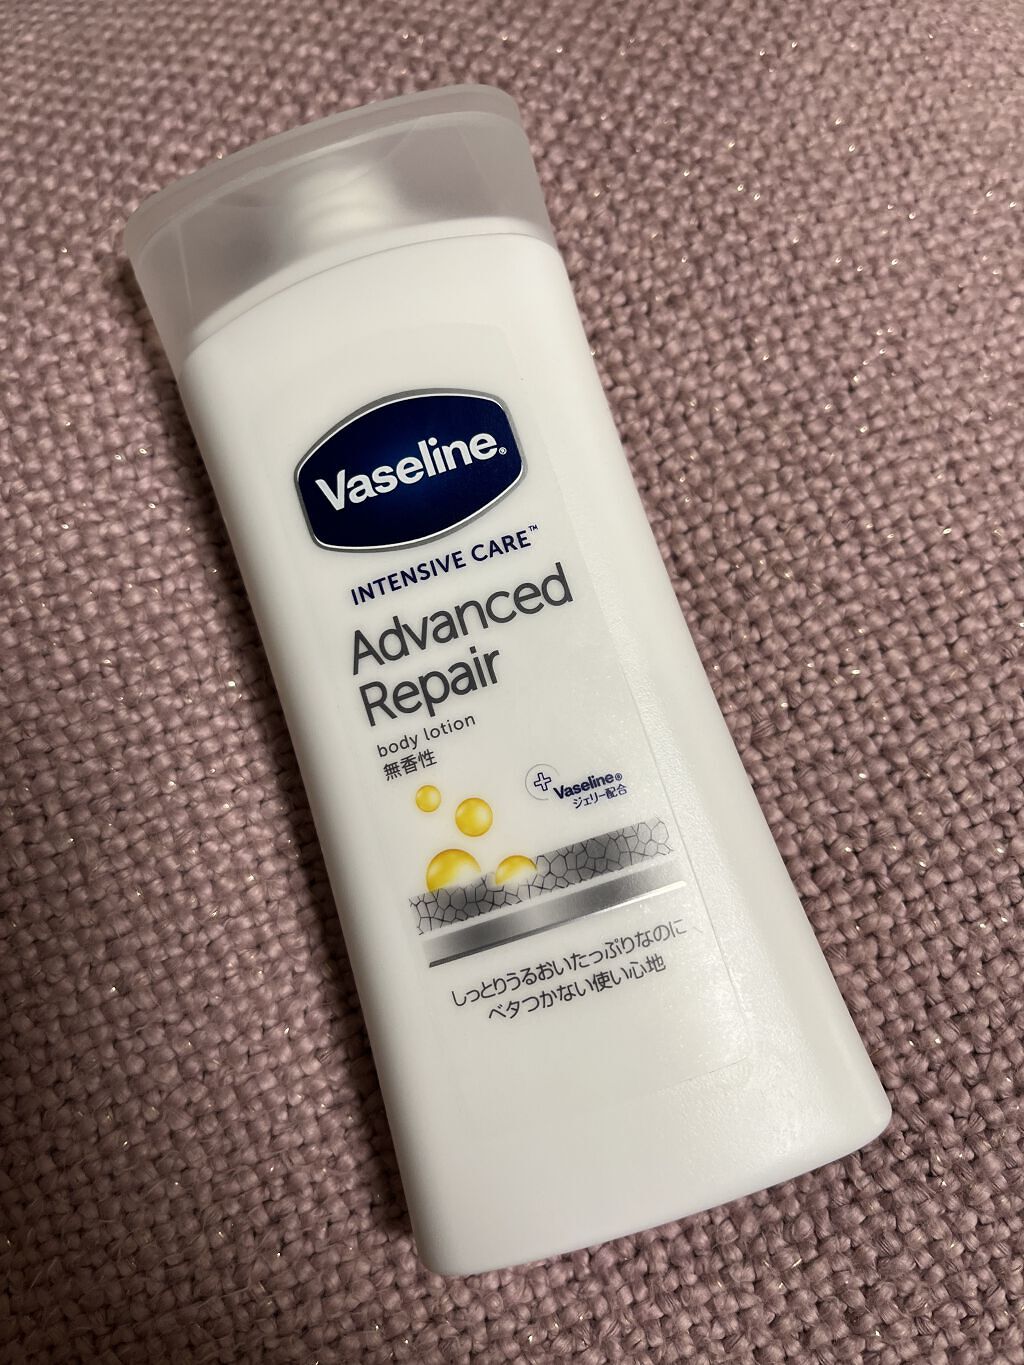 Vaseline®
INTENSIVE CARE™
Advanced
Repair
body lotion
無香性
Vaseline®
ジェリー配合
しっとりうるおいたっぷりなのに
ベタつかない使い心地